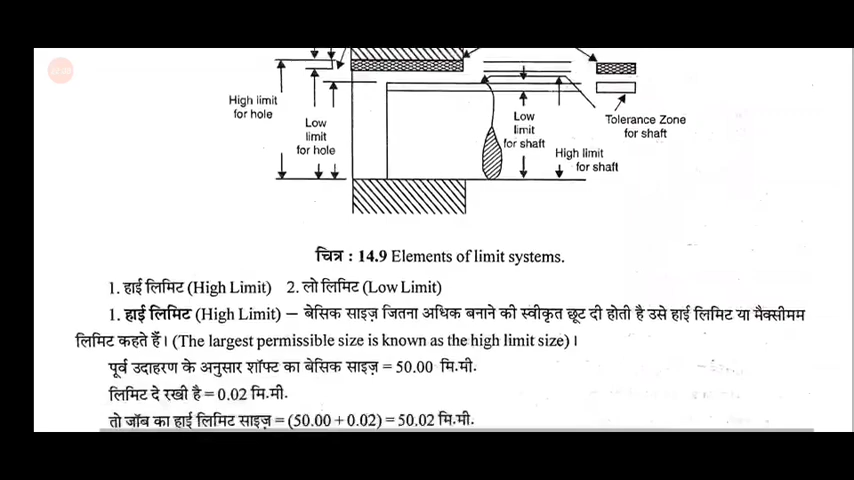 High limit
for hole
Low
limit
for hole
Low
limit
for shaft
High limit
for shaft
Tolerance Zone
for shaft
चित्र : 14.9 Elements of limit systems.
1. हाई लिमिट (High Limit) 2. लो लिमिट (Low Limit)
1. हाई लिमिट (High Limit) – बेसिक साइज़ जितना अधिक बनाने की स्वीकृत छूट दी होती है उसे हाई लिमिट या मैक्सीमम
लिमिट कहते हैं। (The largest permissible size is known as the high limit size)।
पूर्व उदाहरण के अनुसार शॉफ्ट का बेसिक साइज़ = 50.00 मि.मी.
लिमिट दे रखी है = 0.02 मि.मी.
तो जॉब का हाई लिमिट साइज़ = (50.00 + 0.02) = 50.02 मि.मी.